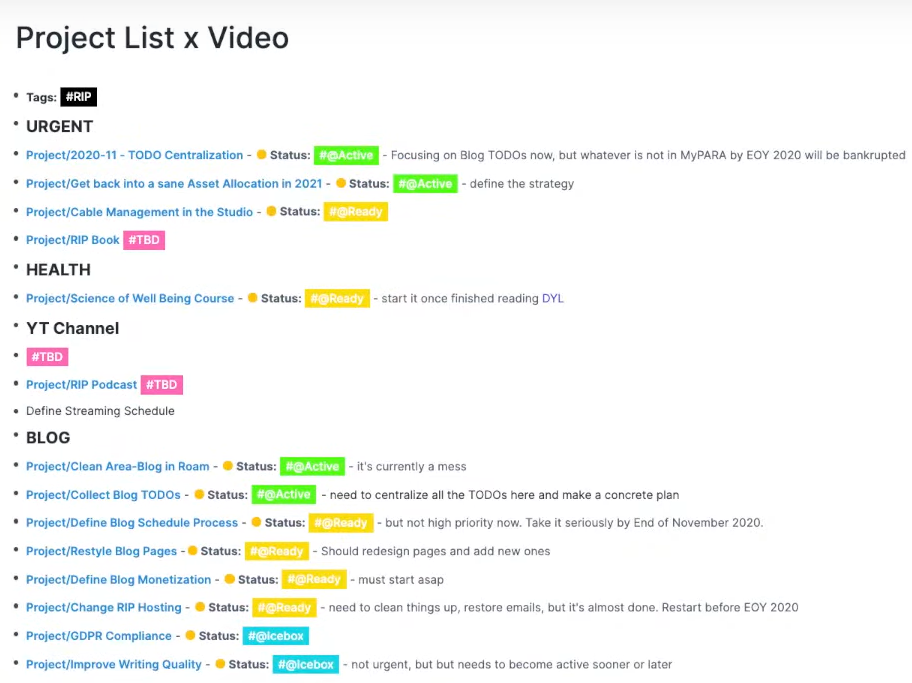 Project List x Video
Tags: #RIP
URGENT
Project/2020-11 - TODO Centralization - Status: #@Active - Focusing on Blog TODOs now, but whatever is not in MyPARA by EOY 2020 will be bankrupted
Project/Get back into a sane Asset Allocation in 2021 - Status: #@Active - define the strategy
Project/Cable Management in the Studio - Status: #@Ready
Project/RIP Book #TBD
HEALTH
Project/Science of Well Being Course - Status: #@Ready - start it once finished reading DYL
YT Channel
#TBD
Project/RIP Podcast #TBD
Define Streaming Schedule
BLOG
Project/Clean Area-Blog in Roam - Status: #@Active - it's currently a mess
Project/Collect Blog TODOs - Status: #@Active - need to centralize all the TODOs here and make a concrete plan
Project/Define Blog Schedule Process - Status: #@Ready - but not high priority now. Take it seriously by End of November 2020.
Project/Restyle Blog Pages - Status: #@Ready - Should redesign pages and add new ones
Project/Define Blog Monetization - Status: #@Ready - must start asap
Project/Change RIP Hosting - Status: #@Ready - need to clean things up, restore emails, but it's almost done. Restart before EOY 2020
Project/GDPR Compliance - Status: #@Icebox
Project/Improve Writing Quality - Status: #@Icebox - not urgent, but but needs to become active sooner or later